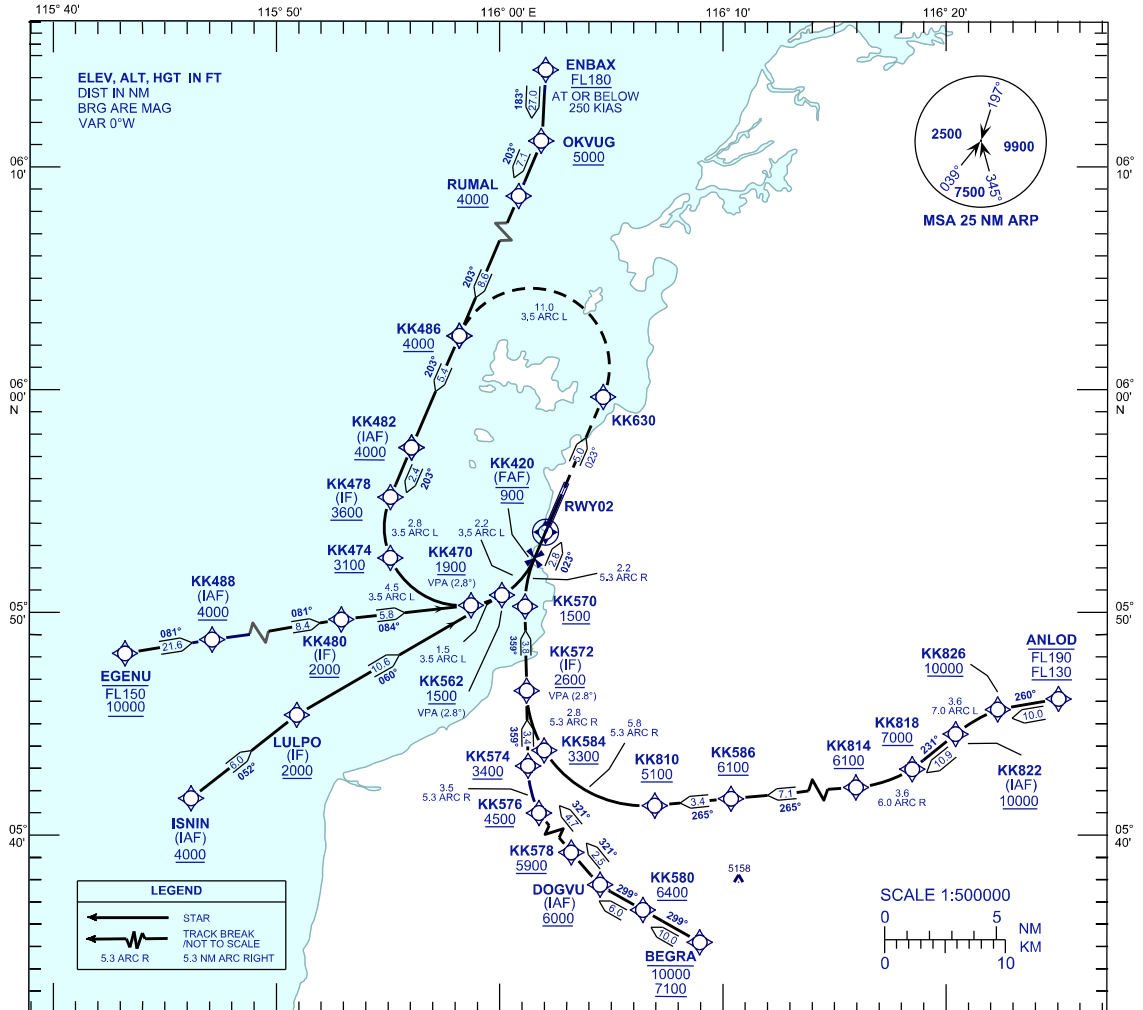 115° 40'
115° 50'
116° 00'
116° 10'
116° 20'
ELEV, ALT, HGT IN FT
DIST IN NM
BRG ARE MAG
VAR 0°W
ENBAX
FL180
AT OR BELOW
250 KIAS
183°
27.0
OKVUG
5000
203°
7.1
RUMAL
4000
197°
2500
9900
039°
7500
345°
MSA 25 NM ARP
06°
10'
06°
10'
203°
8.6
11.0
3,5 ARC L
KK486
4000
203°
5.4
06°
00'
N
06°
00'
N
KK630
KK482
(IAF)
4000
2.4
203°
5.0
023°
KK420
(FAF)
900
KK478
(IF)
3600
RWY02
2.8
3.5 ARC L
2.2
3,5 ARC L
KK474
3100
KK470
1900
VPA (2,8°)
2.8
023°
2.2
5.3 ARC R
KK488
(IAF)
4000
4.5
3.5 ARC L
KK570
1500
05°
50'
05°
50'
081°
21.6
081°
8.4
5.8
084°
KK480
(IF)
2000
EGENU
FL150
10000
10.6
060°
1.5
3.5 ARC L
359°
3.8
KK572
(IF)
2600
VPA (2.8°)
KK562
1500
VPA (2.8°)
ANLOD
FL190
FL130
KK826
10000
260°
10.0
3.6
7.0 ARC L
KK818
7000
231°
10.9
LULPO
(IF)
2000
2.8
5.3 ARC R
5.8
5.3 ARC R
359°
3.4
KK584
3300
KK574
3400
KK810
5100
KK586
6100
KK814
6100
KK822
(IAF)
10000
6.0
052°
3.5
5.3 ARC R
KK576
4500
3.4
265°
7.1
265°
3.6
6.0 ARC R
ISNIN
(IAF)
4000
321°
4.7
05°
40'
05°
40'
KK578
5900
321°
2.5
5158
KK580
6400
DOGVU
(IAF)
6000
299°
6.0
299°
10.0
BEGRA
10000
7100
LEGEND
STAR
TRACK BREAK
/NOT TO SCALE
5.3 ARC R
5.3 NM ARC RIGHT
SCALE 1:500000
0
5
NM
KM
0
10